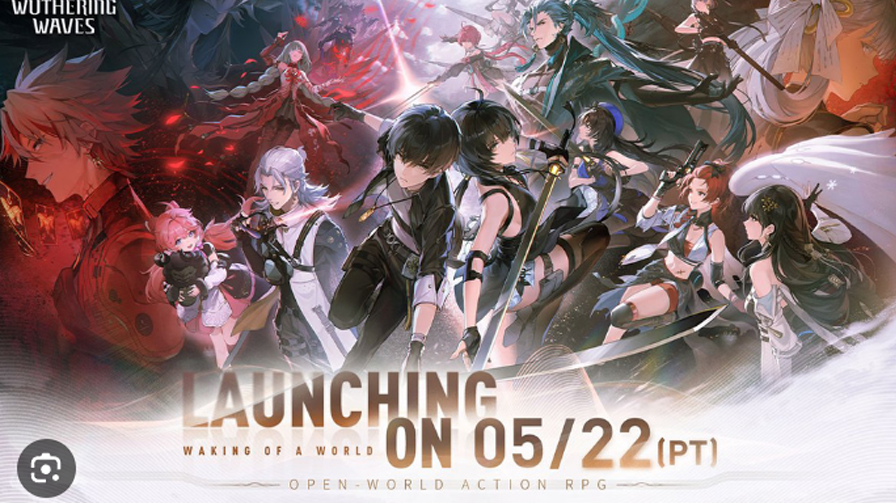 WUTHERING
WAVES
LAUNCHING
WAKING OF A WORLD ON 05/22(PT)
OPEN-WORLD ACTION RPG